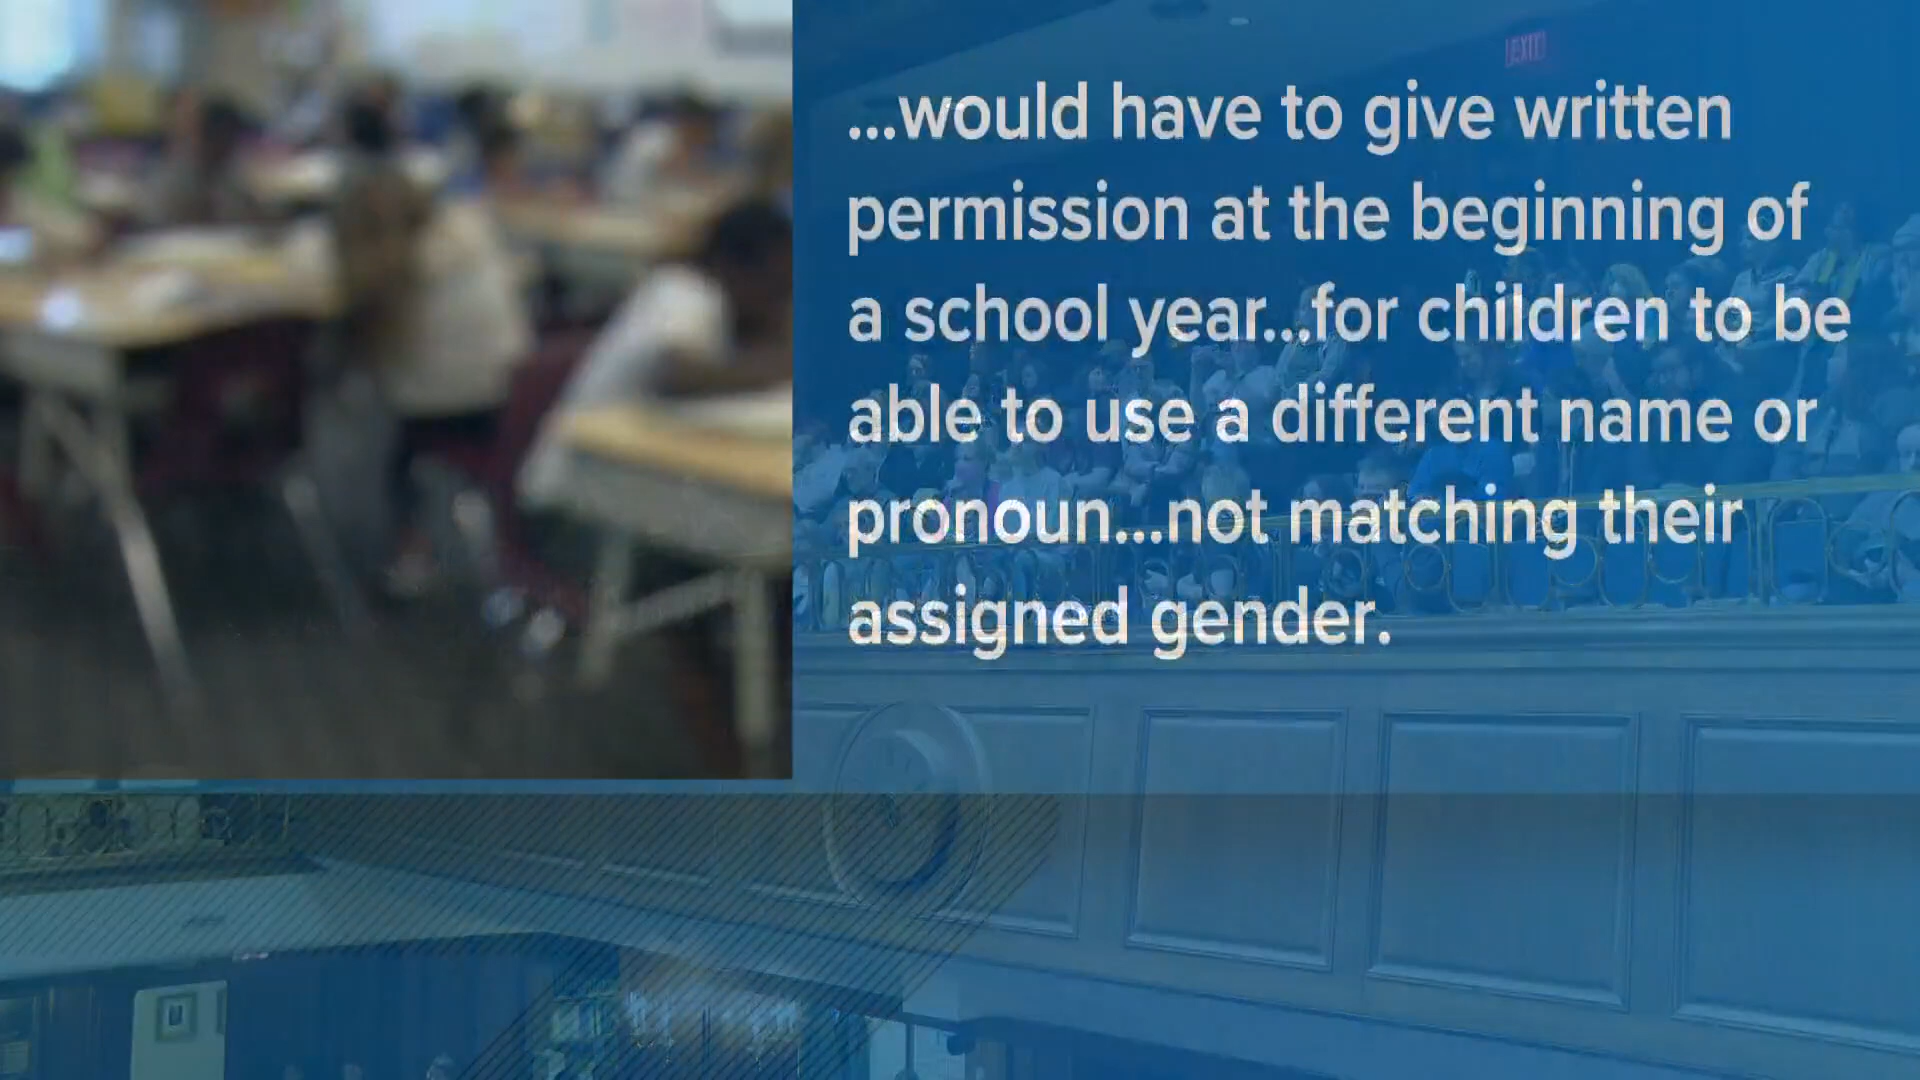 EXIT
...would have to give written
permission at the beginning of
a school year...for children to be
able to use a different name or
pronoun...not matching their
assigned gender.